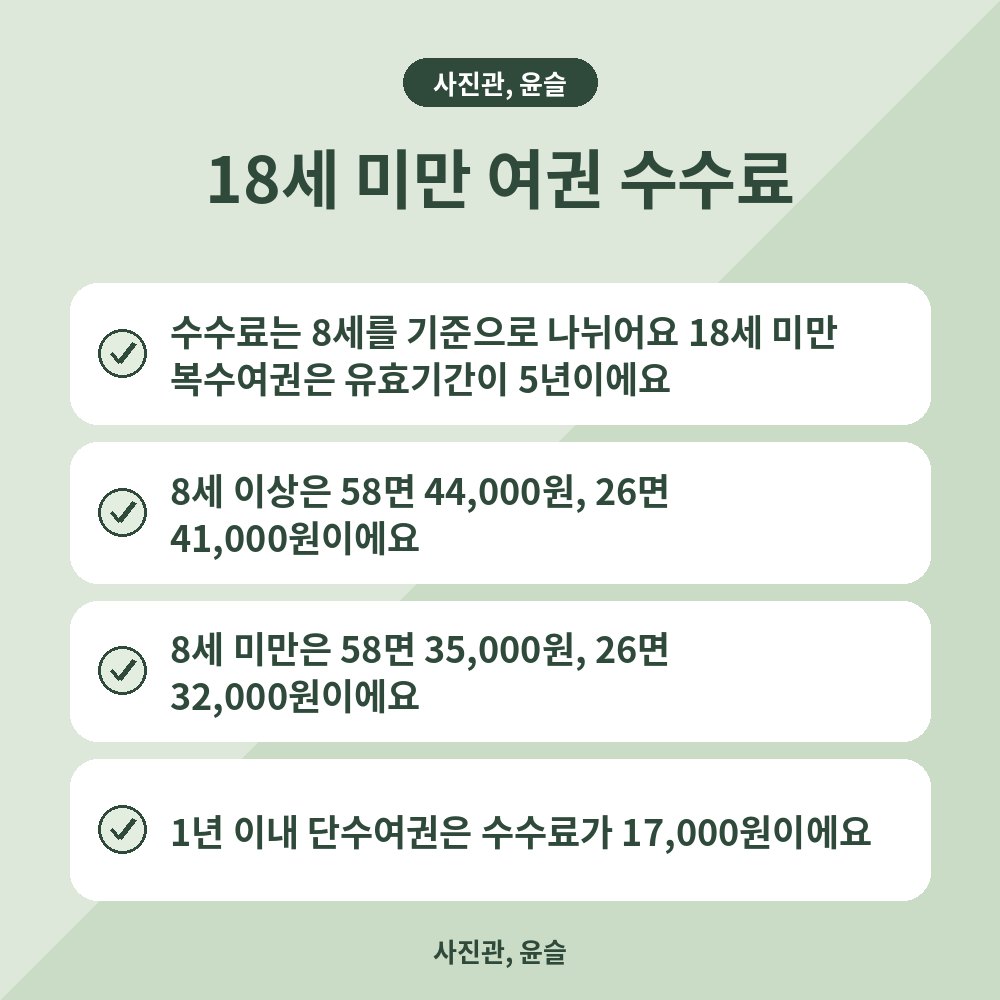 사진관, 윤슬
18세 미만 여권 수수료
수수료는 8세를 기준으로 나뉘어요 18세 미만
복수여권은 유효기간이 5년이에요
8세 이상은 58면 44,000원, 26면
41,000원이에요
8세 미만은 58면 35,000원, 26면
32,000원이에요
1년 이내 단수여권은 수수료가 17,000원이에요
사진관, 윤슬